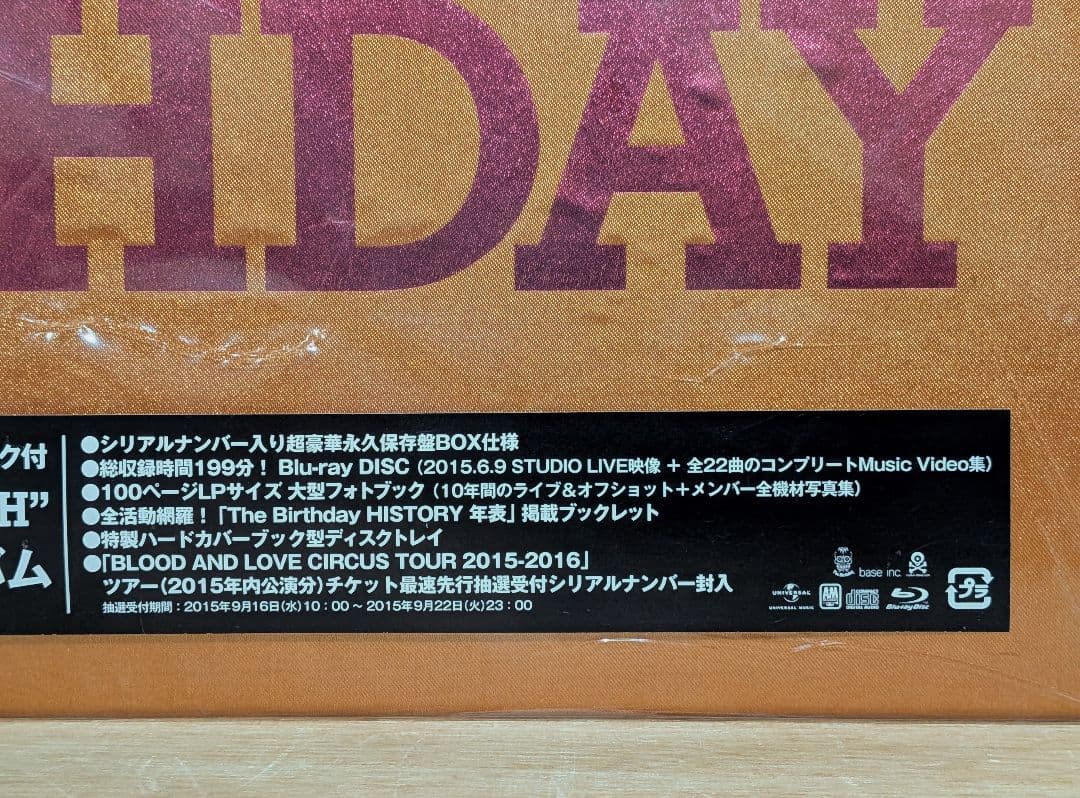 HDAY
ク付
H”
ム
●シリアルナンバー入り超豪華永久保存盤BOX仕様
●総収録時間199分！ Blu-ray DISC（2015.6.9 STUDIO LIVE映像 ＋ 全22曲のコンプリートMusic Video集）
●100ページLPサイズ 大型フォトブック（10年間のライブ＆オフショット＋メンバー全機材写真集）
●全活動網羅！「The Birthday HISTORY 年表」掲載ブックレット
●特製ハードカバーブック型ディスクトレイ
●「BLOOD AND LOVE CIRCUS TOUR 2015-2016」
ツアー（2015年内公演分）チケット最速先行抽選受付シリアルナンバー封入
抽選受付期間：2015年9月16日（水）10：00 ～ 2015年9月22日（火）23：00
base inc.
UNIVERSAL
UNIVERSAL MUSIC
A&M
COMPACT
disc
DIGITAL AUDIO
Blu-ray Disc
プラ